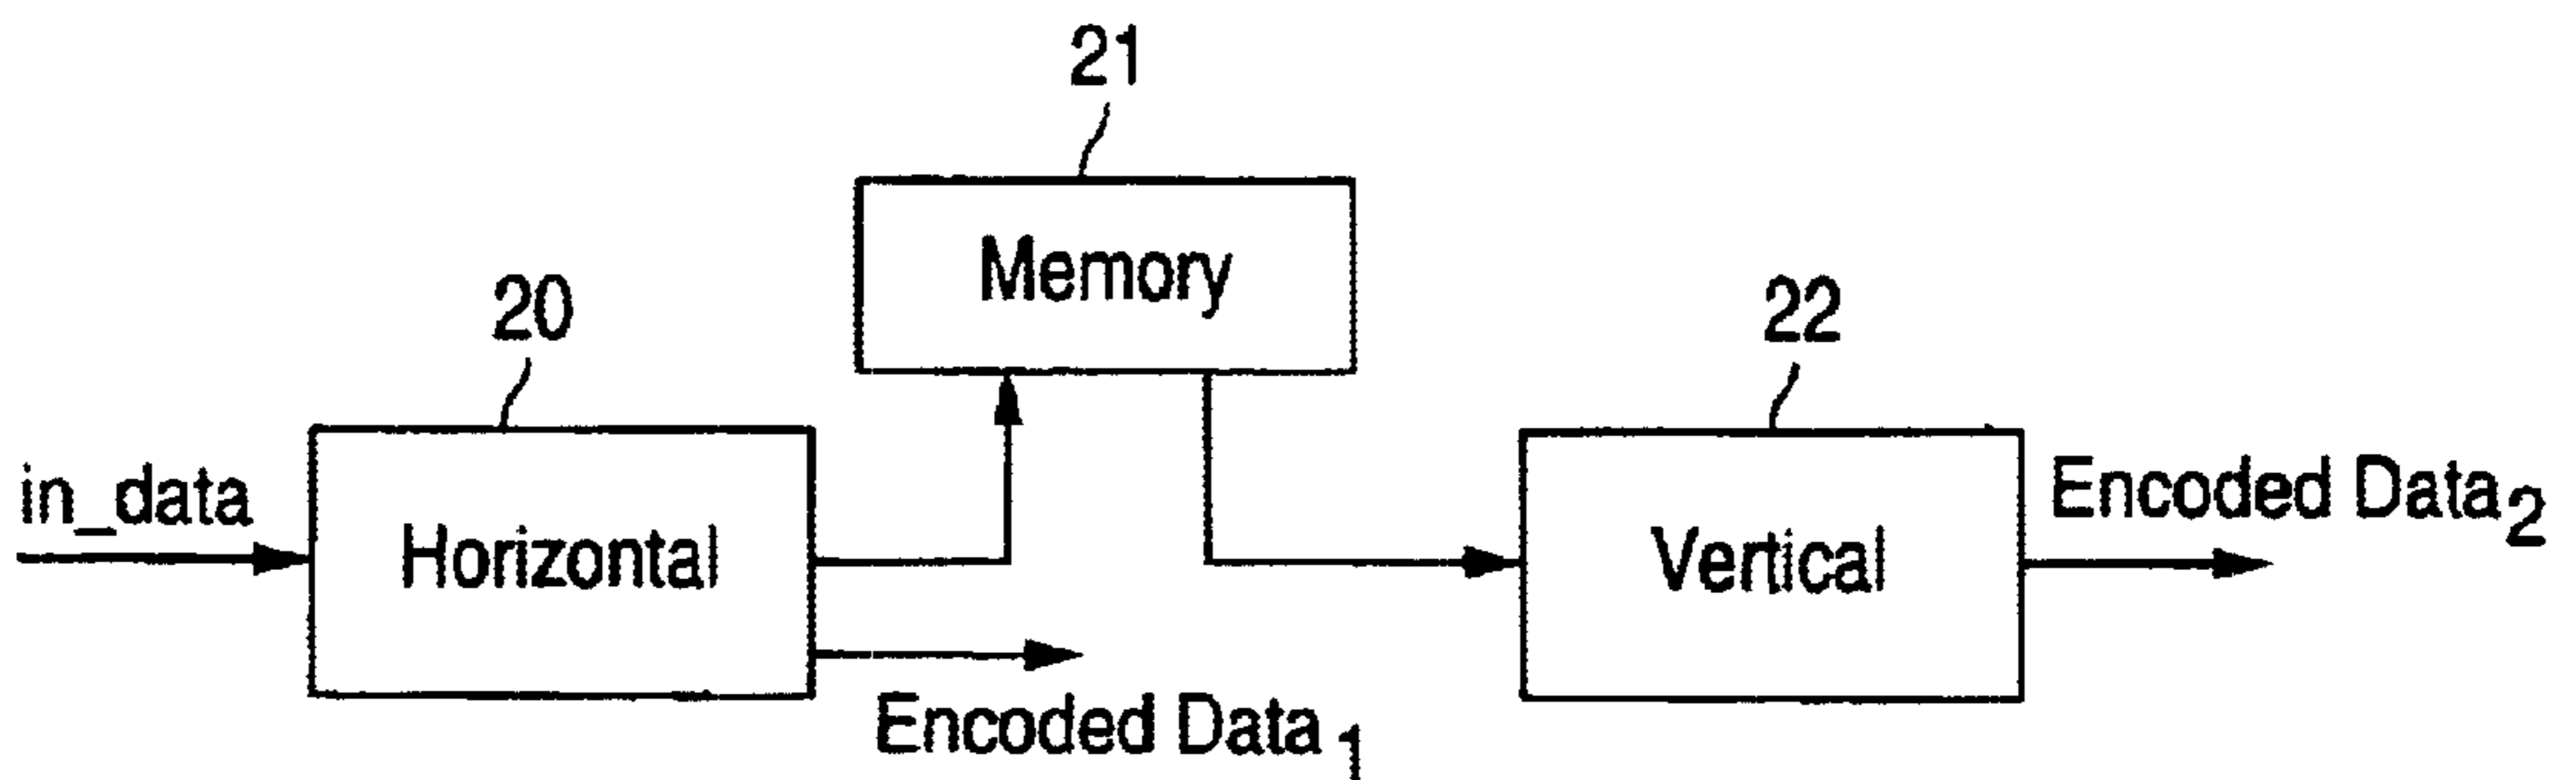 21
Memory
20
22
in_data
Horizontal
Vertical
Encoded Data2
Encoded Data1